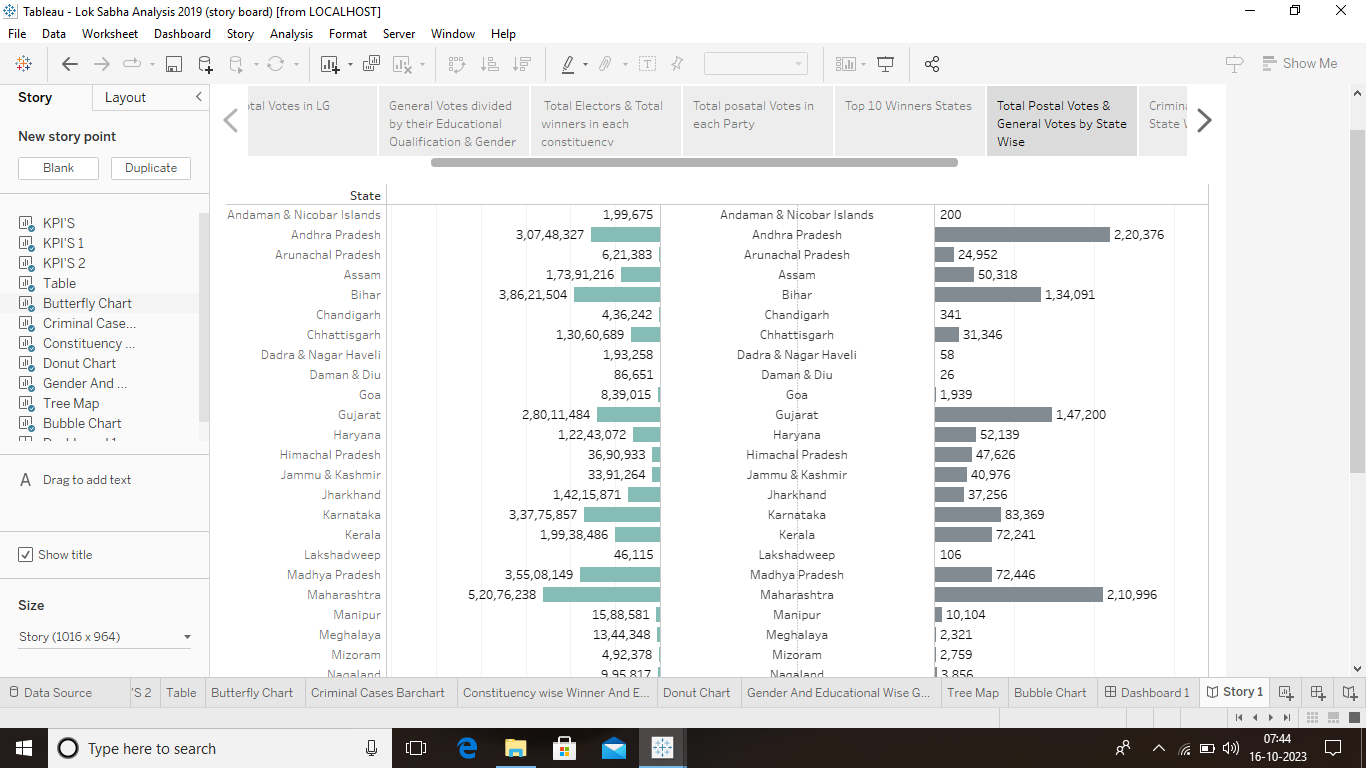 Tableau - Lok Sabha Analysis 2019 (story board) [from LOCALHOST]
File Data Worksheet Dashboard Story Analysis Format Server Window Help
Show Me
Story Layout
New story point
Blank Duplicate
KPI'S
KPI'S 1
KPI'S 2
Table
Butterfly Chart
Criminal Case...
Constituency ...
Donut Chart
Gender And ...
Tree Map
Bubble Chart
Drag to add text
Show title
Size
Story (1016 x 964)
Votes in LG
General Votes divided
by their Educational
Qualification & Gender
Total Electors & Total
winners in each
constituency
Total posatal Votes in
each Party
Top 10 Winners States
Total Postal Votes &
General Votes by State
Wise
State
Andaman & Nicobar Islands 1,99,675 Andaman & Nicobar Islands 200
Andhra Pradesh 3,07,48,327 Andhra Pradesh 2,20,376
Arunachal Pradesh 6,21,383 Arunachal Pradesh 24,952
Assam 1,73,91,216 Assam 50,318
Bihar 3,86,21,504 Bihar 1,34,091
Chandigarh 4,36,242 Chandigarh 341
Chhattisgarh 1,30,60,689 Chhattisgarh 31,346
Dadra & Nagar Haveli 1,93,258 Dadra & Nagar Haveli 58
Daman & Diu 86,651 Daman & Diu 26
Goa 8,39,015 Goa 1,939
Gujarat 2,80,11,484 Gujarat 1,47,200
Haryana 1,22,43,072 Haryana 52,139
Himachal Pradesh 36,90,933 Himachal Pradesh 47,626
Jammu & Kashmir 33,91,264 Jammu & Kashmir 40,976
Jharkhand 1,42,15,871 Jharkhand 37,256
Karnataka 3,37,75,857 Karnataka 83,369
Kerala 1,99,38,486 Kerala 72,241
Lakshadweep 46,115 Lakshadweep 106
Madhya Pradesh 3,55,08,149 Madhya Pradesh 72,446
Maharashtra 5,20,76,238 Maharashtra 2,10,996
Manipur 15,88,581 Manipur 10,104
Meghalaya 13,44,348 Meghalaya 2,321
Mizoram 4,92,378 Mizoram 2,759
Nagaland 9,95,817 Nagaland 3,856
Data Source 'S 2 Table Butterfly Chart Criminal Cases Barchart Constituency wise Winner And E... Donut Chart Gender And Educational Wise G... Tree Map Bubble Chart Dashboard 1 Story 1
Type here to search
07:44
16-10-2023